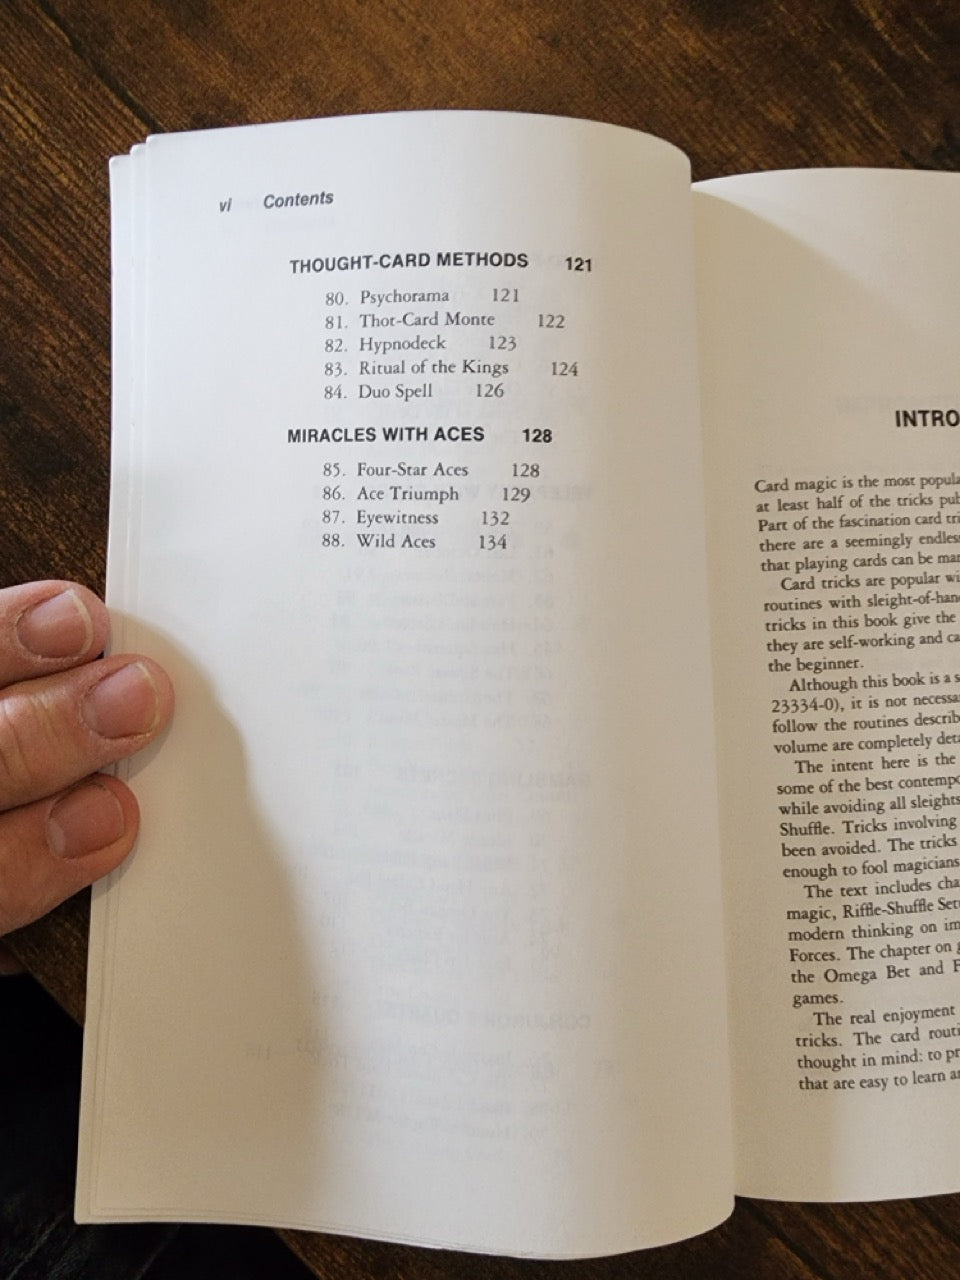 vi Contents
THOUGHT-CARD METHODS 121
80. Psychorama 121
81. Thot-Card Monte 122
82. Hypnodeck 123
83. Ritual of the Kings 124
84. Duo Spell 126
MIRACLES WITH ACES 128
85. Four-Star Aces 128
86. Ace Triumph 129
87. Eyewitness 132
88. Wild Aces 134
INTRO
Card magic is the most popula
at least half of the tricks pub
Part of the fascination card tri
there are a seemingly endles
that playing cards can be ma
Card tricks are popular wi
routines with sleight-of-han
tricks in this book give the
they are self-working and ca
the beginner.
Although this book is a s
23334-0), it is not necessa
follow the routines describ
volume are completely deta
The intent here is the
some of the best contempo
while avoiding all sleights
Shuffle. Tricks involving
been avoided. The tricks
enough to fool magicians
The text includes cha
magic, Riffle-Shuffle Set
modern thinking on im
Forces. The chapter on g
the Omega Bet and F
games.
The real enjoyment
tricks. The card routi
thought in mind: to pr
that are easy to learn a